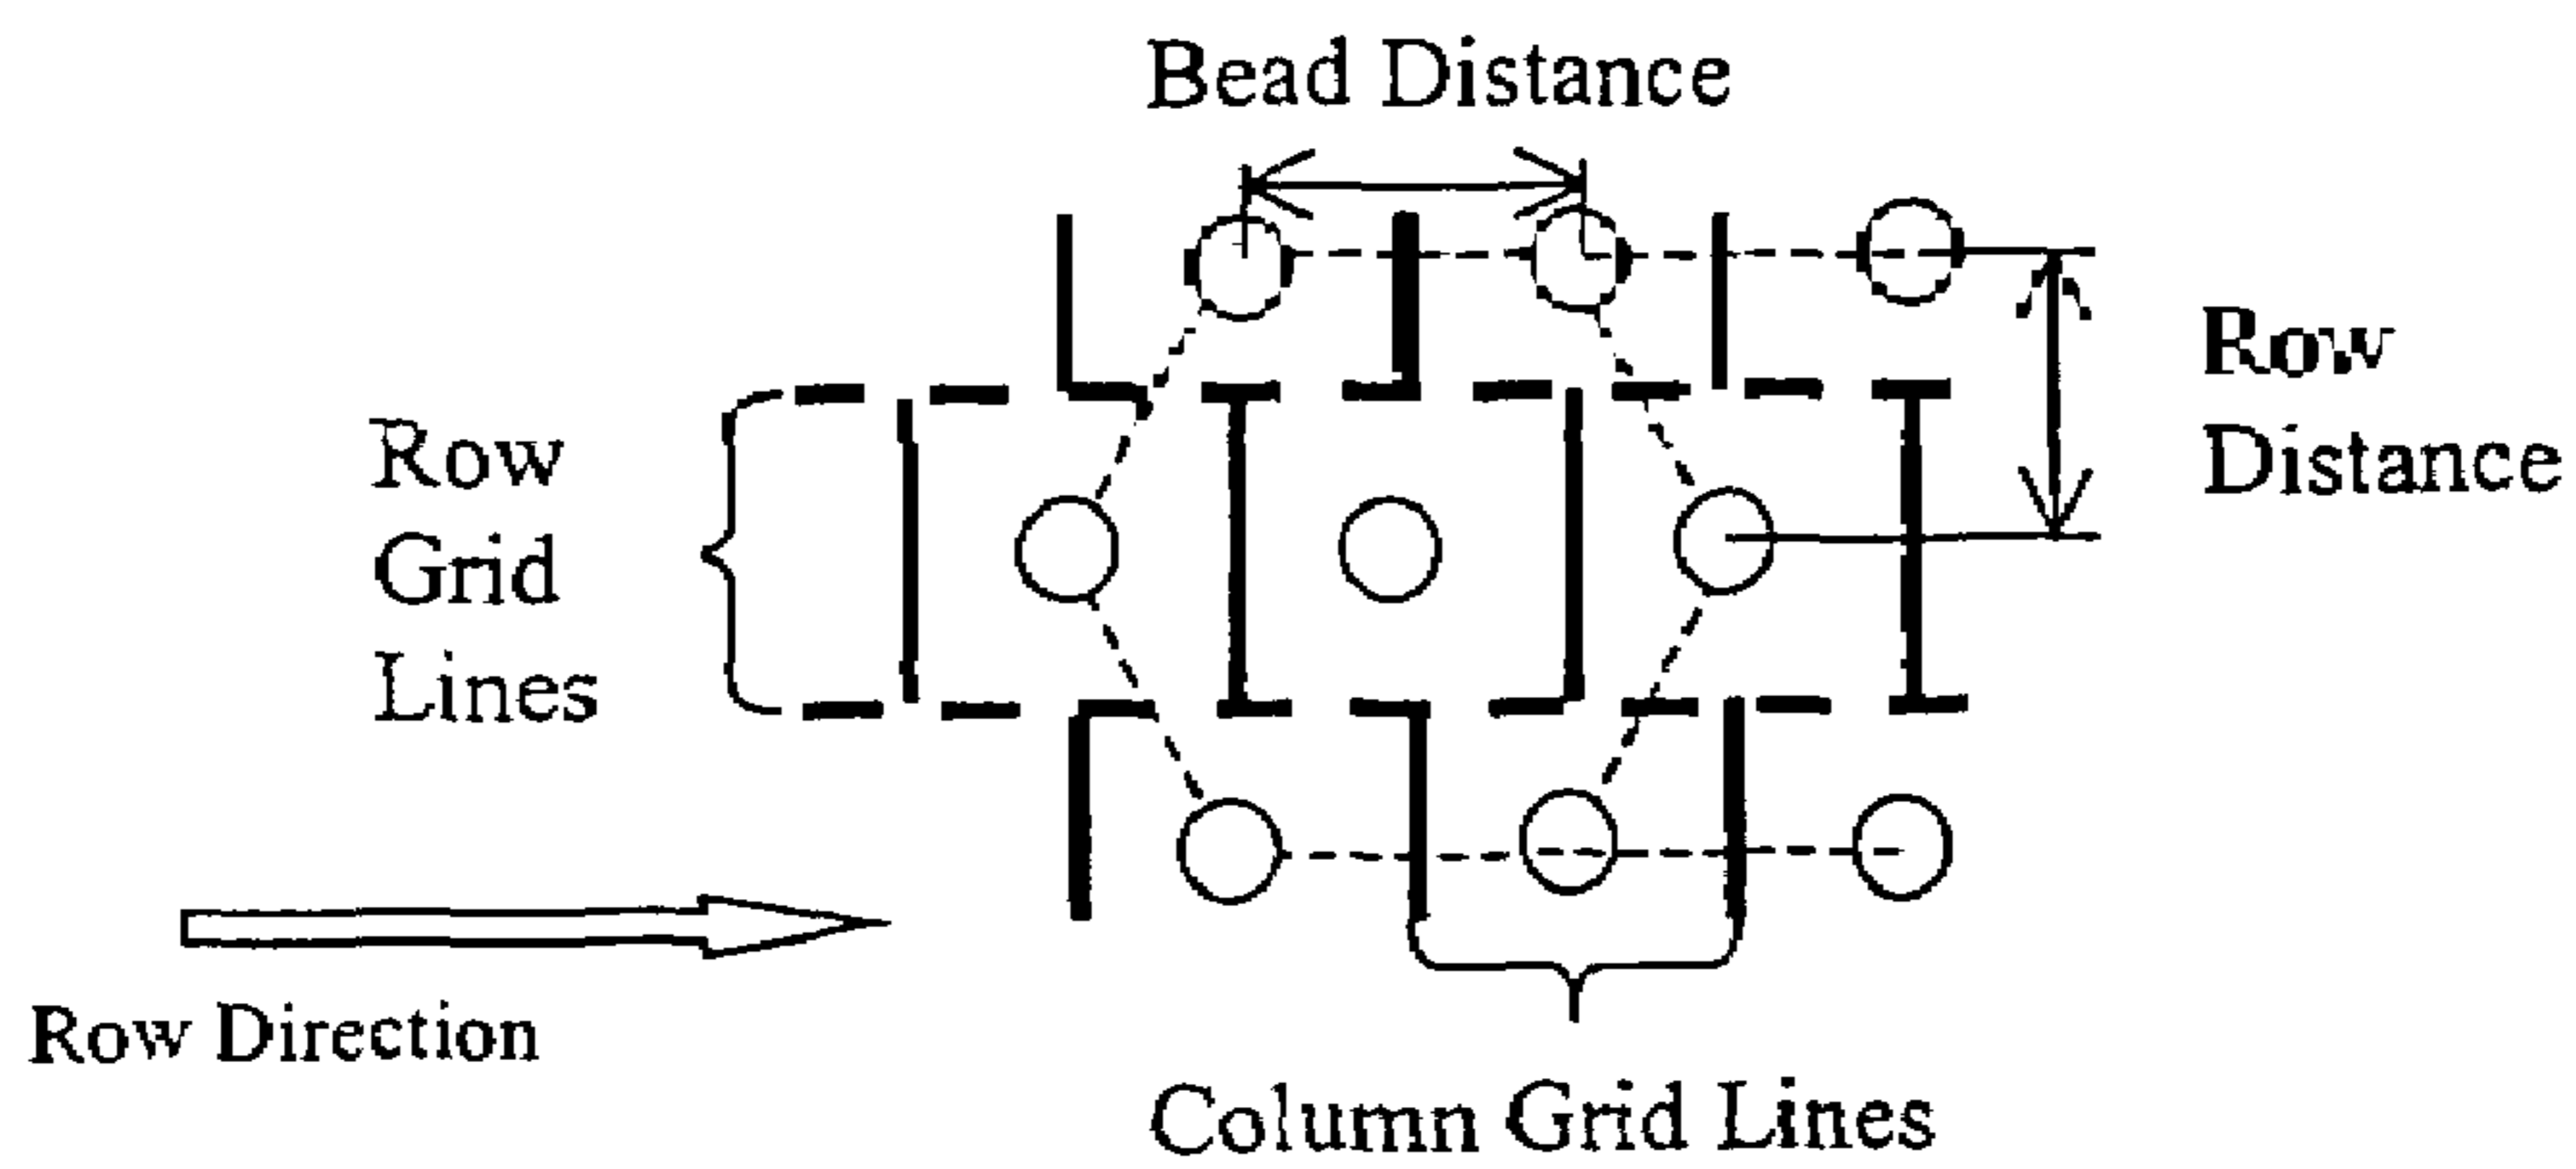 Bead Distance
Row
Distance
Row
Grid
Lines
Row Direction
Column Grid Lines